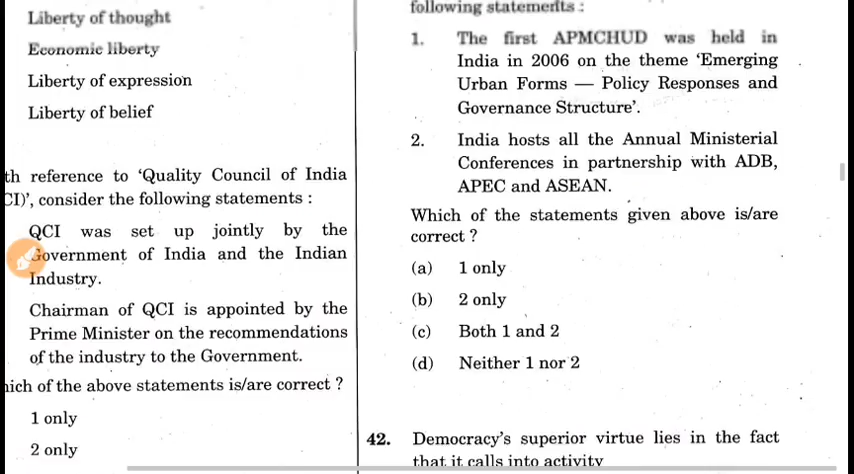 Liberty of thought
Economic liberty
Liberty of expression
Liberty of belief
th reference to ‘Quality Council of India
CI)’, consider the following statements :
QCI was set up jointly by the
Government of India and the Indian
Industry.
Chairman of QCI is appointed by the
Prime Minister on the recommendations
of the industry to the Government.
hich of the above statements is/are correct ?
1 only
2 only
following statements :
1. The first APMCHUD was held in
India in 2006 on the theme ‘Emerging
Urban Forms — Policy Responses and
Governance Structure’.
2. India hosts all the Annual Ministerial
Conferences in partnership with ADB,
APEC and ASEAN.
Which of the statements given above is/are
correct ?
(a) 1 only
(b) 2 only
(c) Both 1 and 2
(d) Neither 1 nor 2
42. Democracy’s superior virtue lies in the fact
that it calls into activity